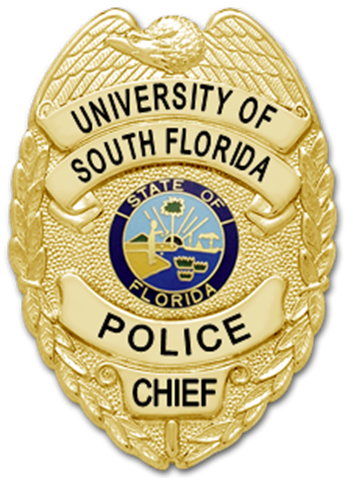 UNIVERSITY OF
SOUTH FLORIDA
STATE OF
FLORIDA
POLICE
CHIEF